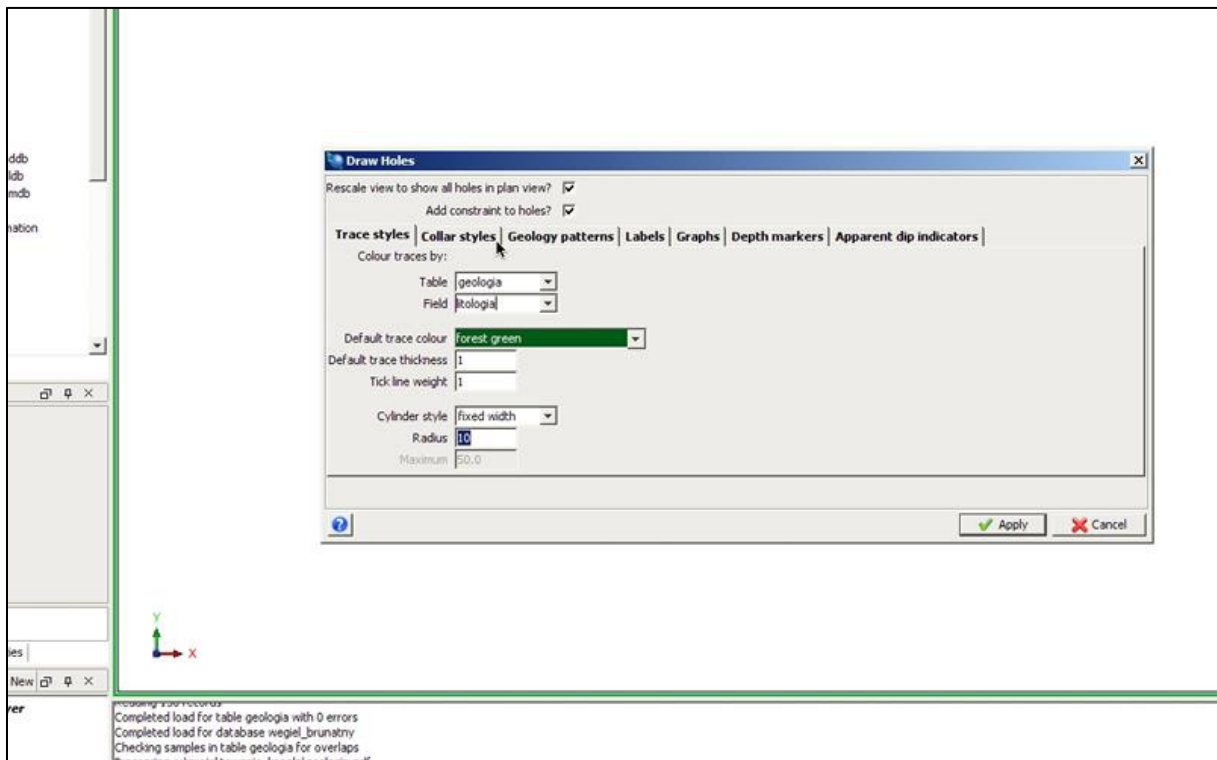 ddb
ldb
mdb
nation
Draw Holes
Rescale view to show all holes in plan view?
Add constraint to holes?
Trace styles Collar styles Geology patterns Labels Graphs Depth markers Apparent dip indicators
Colour traces by:
Table geologia
Field litologia
Default trace colour forest green
Default trace thickness 1
Tick line weight 1
Cylinder style fixed width
Radius 10
Maximum 50.0
Apply Cancel
Y
X
ies
New
ver
Completed load for table geologia with 0 errors
Completed load for database wegiel_brunatny
Checking samples in table geologia for overlaps